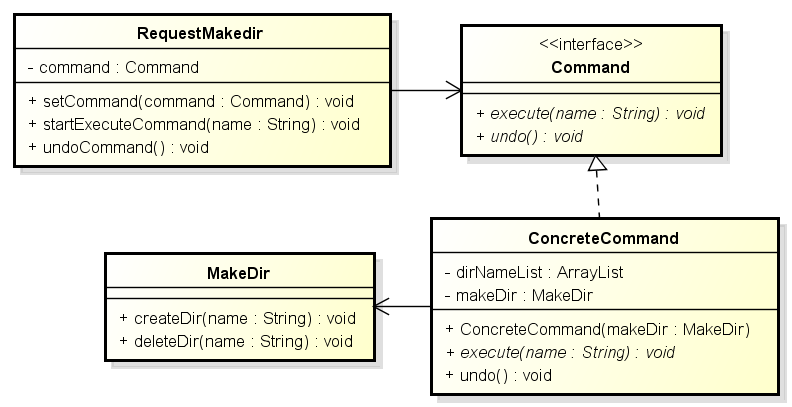 RequestMakedir
- command : Command
+ setCommand(command : Command) : void
+ startExecuteCommand(name : String) : void
+ undoCommand() : void
<<interface>>
Command
+ execute(name : String) : void
+ undo() : void
MakeDir
+ createDir(name : String) : void
+ deleteDir(name : String) : void
ConcreteCommand
- dirNameList : ArrayList
- makeDir : MakeDir
+ ConcreteCommand(makeDir : MakeDir)
+ execute(name : String) : void
+ undo() : void